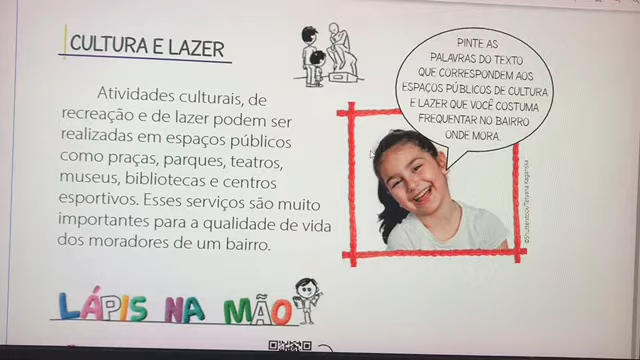 CULTURA E LAZER
Atividades culturais, de
recreação e de lazer podem ser
realizadas em espaços públicos
como praças, parques, teatros,
museus, bibliotecas e centros
esportivos. Esses serviços são muito
importantes para a qualidade de vida
dos moradores de um bairro.
PINTE AS
PALAVRAS DO TEXTO
QUE CORRESPONDEM AOS
ESPAÇOS PÚBLICOS DE CULTURA
E LAZER QUE VOCÊ COSTUMA
FREQUENTAR NO BAIRRO
ONDE MORA.
©Shutterstock/Tatyana Kaganska
LÁPIS NA MÃO